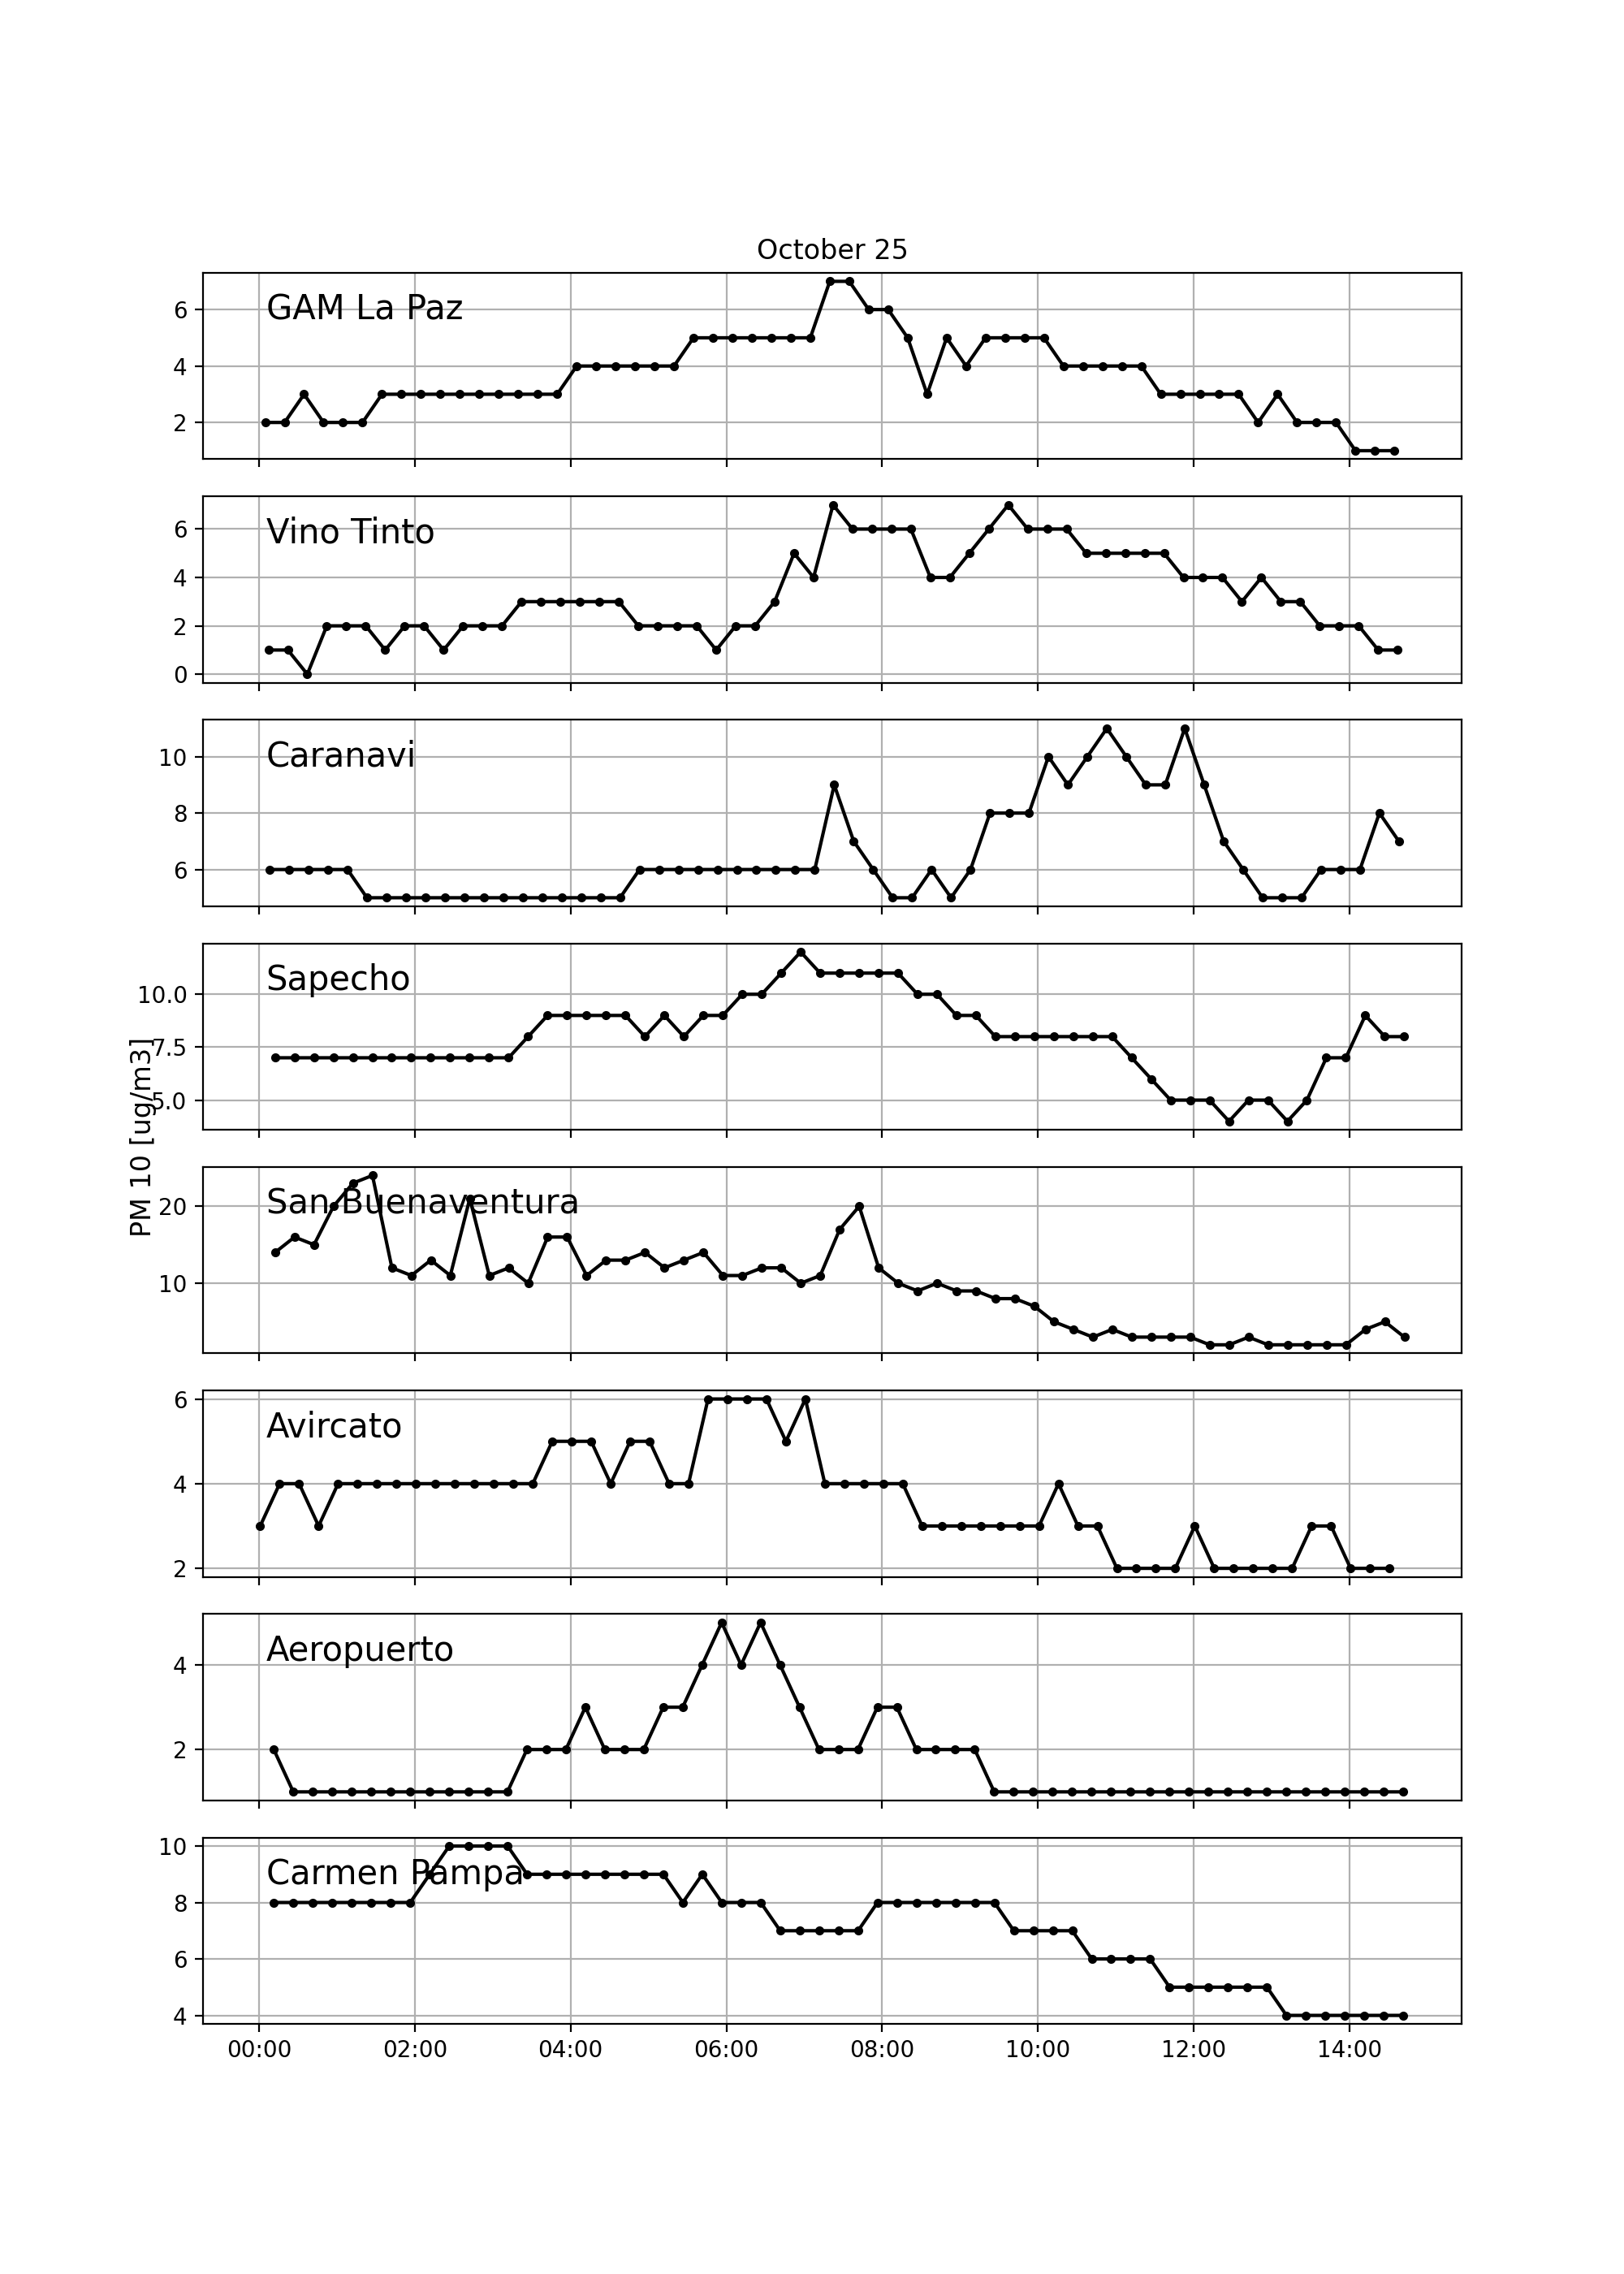 October 25
GAM La Paz
6
4
2
Vino Tinto
6
4
2
0
Caranavi
10
8
6
Sapecho
10.0
7.5
5.0
PM 10 [ug/m3]
San Buenaventura
20
10
Avircato
6
4
2
Aeropuerto
4
2
Carmen Pampa
10
8
6
4
00:00 02:00 04:00 06:00 08:00 10:00 12:00 14:00